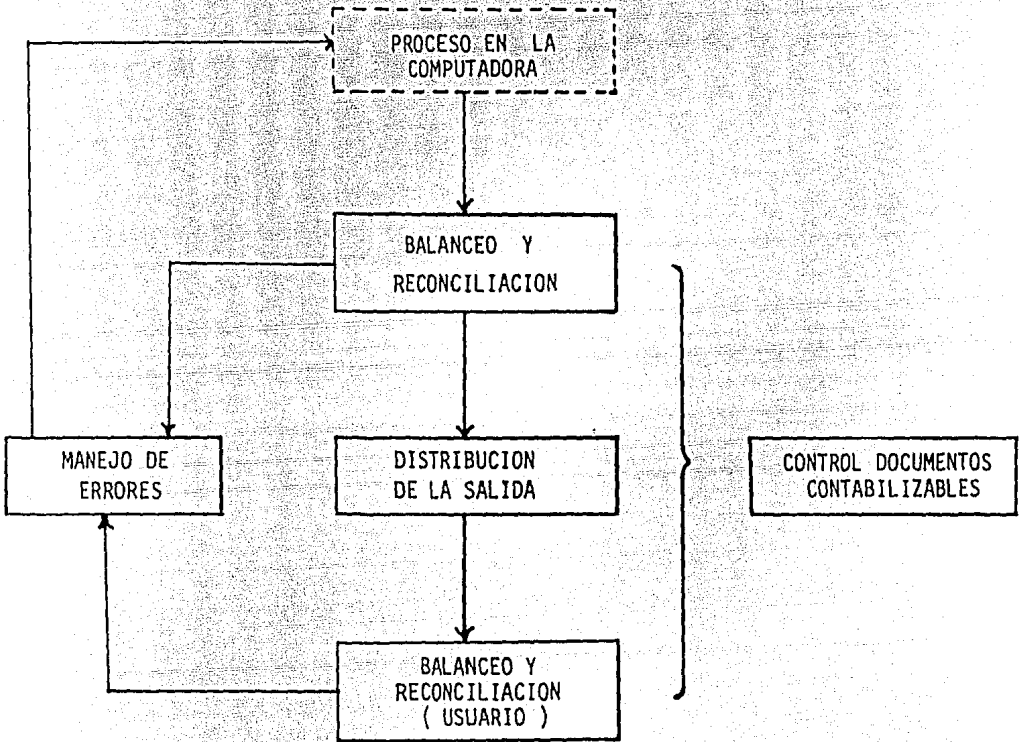 PROCESO EN LA
COMPUTADORA
BALANCEO Y
RECONCILIACION
MANEJO DE
ERRORES
DISTRIBUCION
DE LA SALIDA
CONTROL DOCUMENTOS
CONTABILIZABLES
BALANCEO Y
RECONCILIACION
( USUARIO )